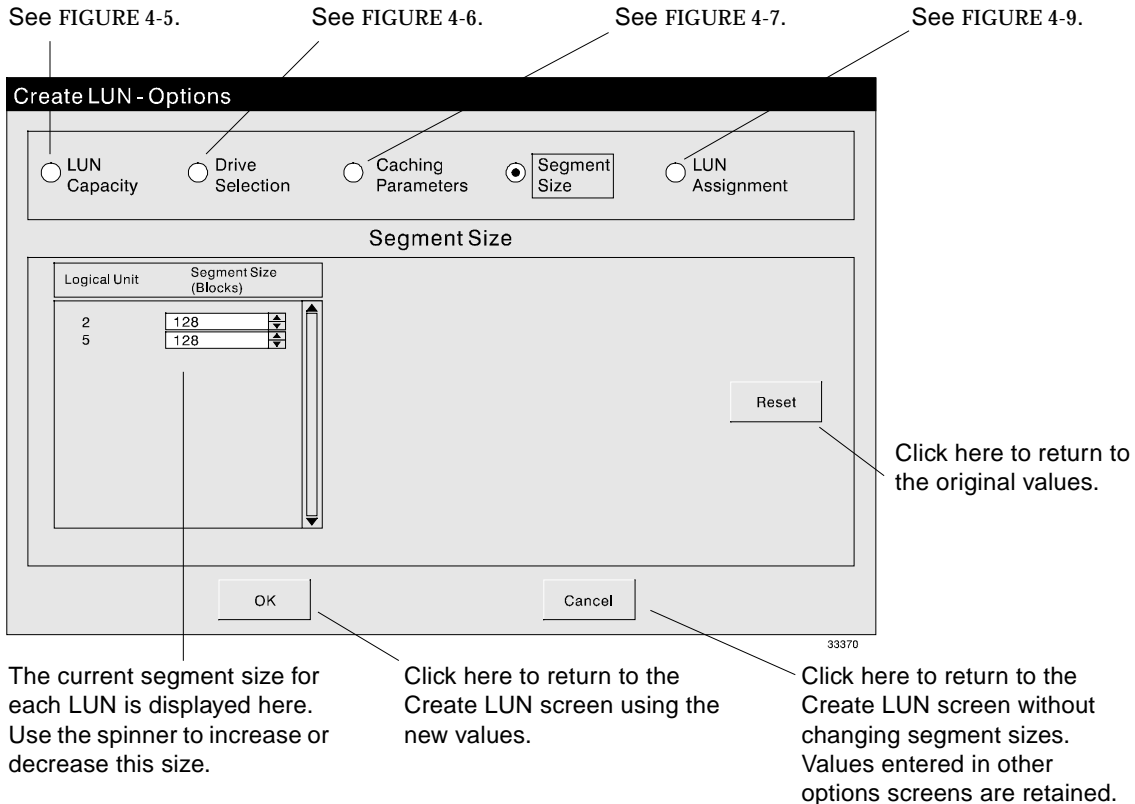 See FIGURE 4-5.
See FIGURE 4-6.
See FIGURE 4-7.
See FIGURE 4-9.
Create LUN - Options
LUN
Capacity
Drive
Selection
Caching
Parameters
Segment
Size
LUN
Assignment
Segment Size
Logical Unit
Segment Size
(Blocks)
2
128
5
128
Reset
Click here to return to
the original values.
OK
Cancel
33370
The current segment size for
each LUN is displayed here.
Use the spinner to increase or
decrease this size.
Click here to return to the
Create LUN screen using the
new values.
Click here to return to the
Create LUN screen without
changing segment sizes.
Values entered in other
options screens are retained.